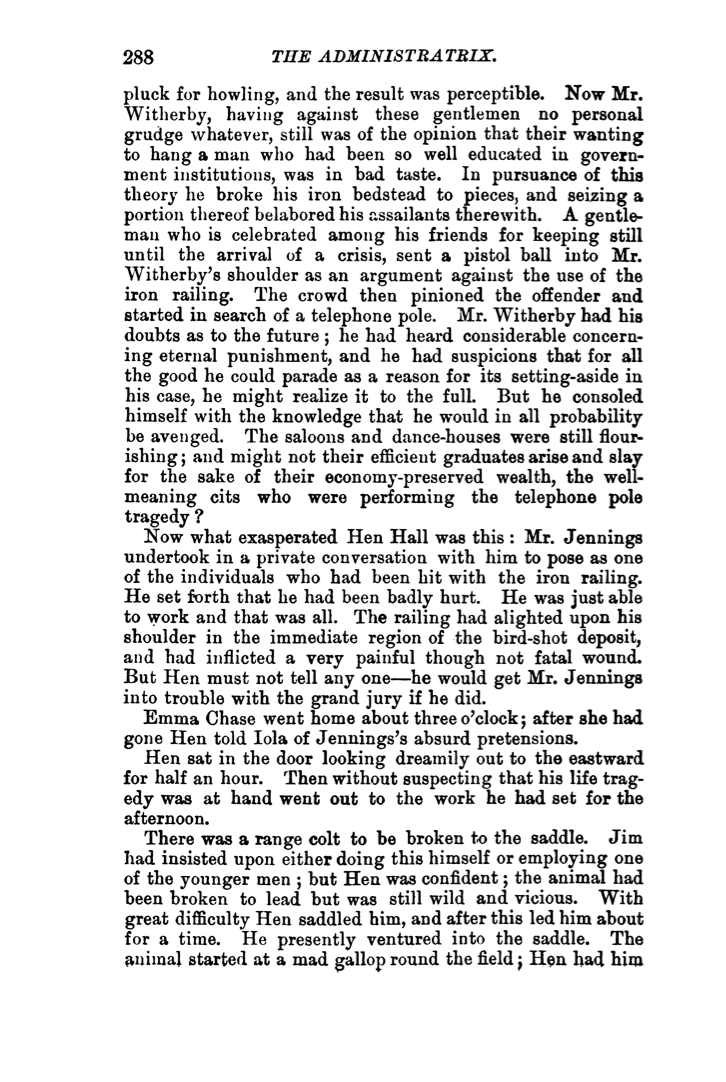 288 THE ADMINISTRATRIX.
pluck for howling, and the result was perceptible. Now Mr.
Witherby, having against these gentlemen no personal
grudge whatever, still was of the opinion that their wanting
to hang a man who had been so well educated in govern-
ment institutions, was in bad taste. In pursuance of this
theory he broke his iron bedstead to pieces, and seizing a
portion thereof belabored his assailants therewith. A gentle-
man who is celebrated among his friends for keeping still
until the arrival of a crisis, sent a pistol ball into Mr.
Witherby's shoulder as an argument against the use of the
iron railing. The crowd then pinioned the offender and
started in search of a telephone pole. Mr. Witherby had his
doubts as to the future; he had heard considerable concern-
ing eternal punishment, and he had suspicions that for all
the good he could parade as a reason for its setting-aside in
his case, he might realize it to the full. But he consoled
himself with the knowledge that he would in all probability
be avenged. The saloons and dance-houses were still flour-
ishing; and might not their efficient graduates arise and slay
for the sake of their economy-preserved wealth, the well-
meaning cits who were performing the telephone pole
tragedy?
Now what exasperated Hen Hall was this: Mr. Jennings
undertook in a private conversation with him to pose as one
of the individuals who had been hit with the iron railing.
He set forth that he had been badly hurt. He was just able
to work and that was all. The railing had alighted upon his
shoulder in the immediate region of the bird-shot deposit,
and had inflicted a very painful though not fatal wound.
But Hen must not tell any one—he would get Mr. Jennings
into trouble with the grand jury if he did.
Emma Chase went home about three o'clock; after she had
gone Hen told Iola of Jennings's absurd pretensions.
Hen sat in the door looking dreamily out to the eastward
for half an hour. Then without suspecting that his life trag-
edy was at hand went out to the work he had set for the
afternoon.
There was a range colt to be broken to the saddle. Jim
had insisted upon either doing this himself or employing one
of the younger men; but Hen was confident; the animal had
been broken to lead but was still wild and vicious. With
great difficulty Hen saddled him, and after this led him about
for a time. He presently ventured into the saddle. The
animal started at a mad gallop round the field; Hen had him